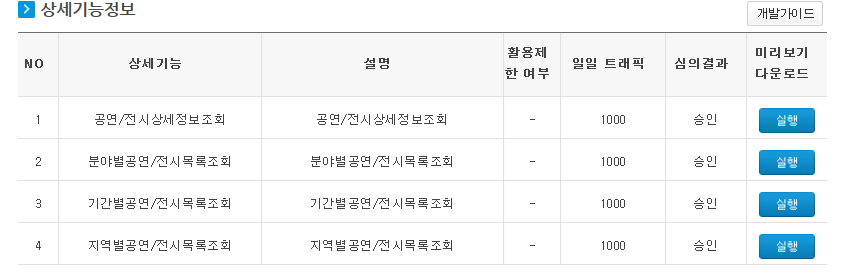 상세기능정보
개발가이드
NO 상세기능 설명 활용제한 여부 일일 트래픽 심의결과 미리보기 다운로드
1 공연/전시상세정보조회 공연/전시상세정보조회 - 1000 승인 실행
2 분야별공연/전시목록조회 분야별공연/전시목록조회 - 1000 승인 실행
3 기간별공연/전시목록조회 기간별공연/전시목록조회 - 1000 승인 실행
4 지역별공연/전시목록조회 지역별공연/전시목록조회 - 1000 승인 실행